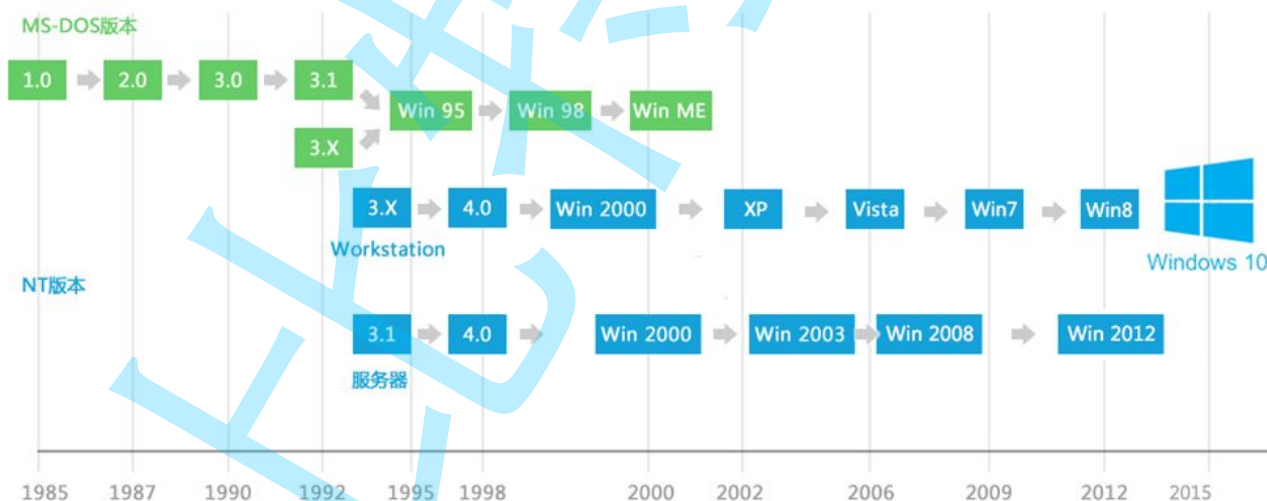 MS-DOS版本
1.0 2.0 3.0 3.1
Win 95 Win 98 Win ME
3.X
3.X 4.0 Win 2000 XP Vista Win7 Win8
Workstation
Windows 10
NT版本
3.1 4.0 Win 2000 Win 2003 Win 2008 Win 2012
服务器
1985 1987 1990 1992 1995 1998 2000 2002 2006 2009 2012 2015